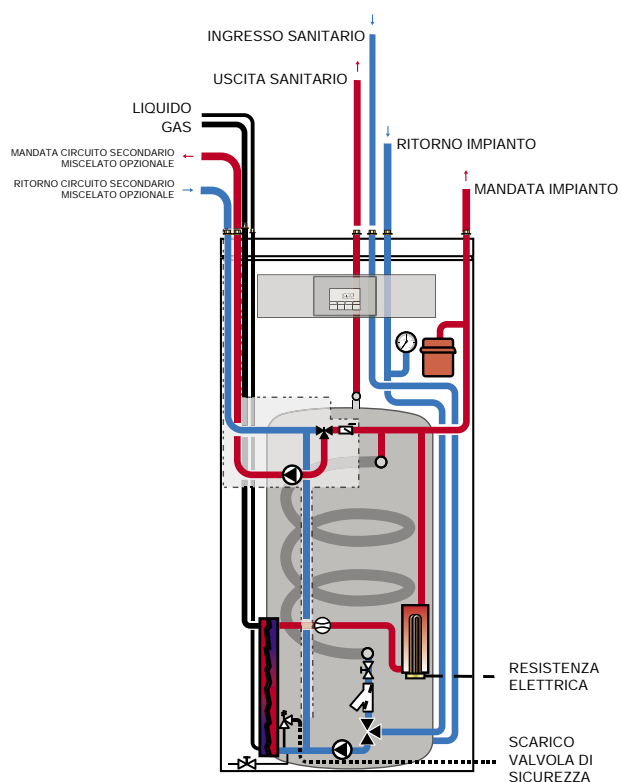 INGRESSO SANITARIO
USCITA SANITARIO
LIQUIDO
GAS
RITORNO IMPIANTO
MANDATA CIRCUITO SECONDARIO
MISCELATO OPZIONALE
RITORNO CIRCUITO SECONDARIO
MISCELATO OPZIONALE
MANDATA IMPIANTO
RESISTENZA
ELETTRICA
SCARICO
VALVOLA DI
SICUREZZA